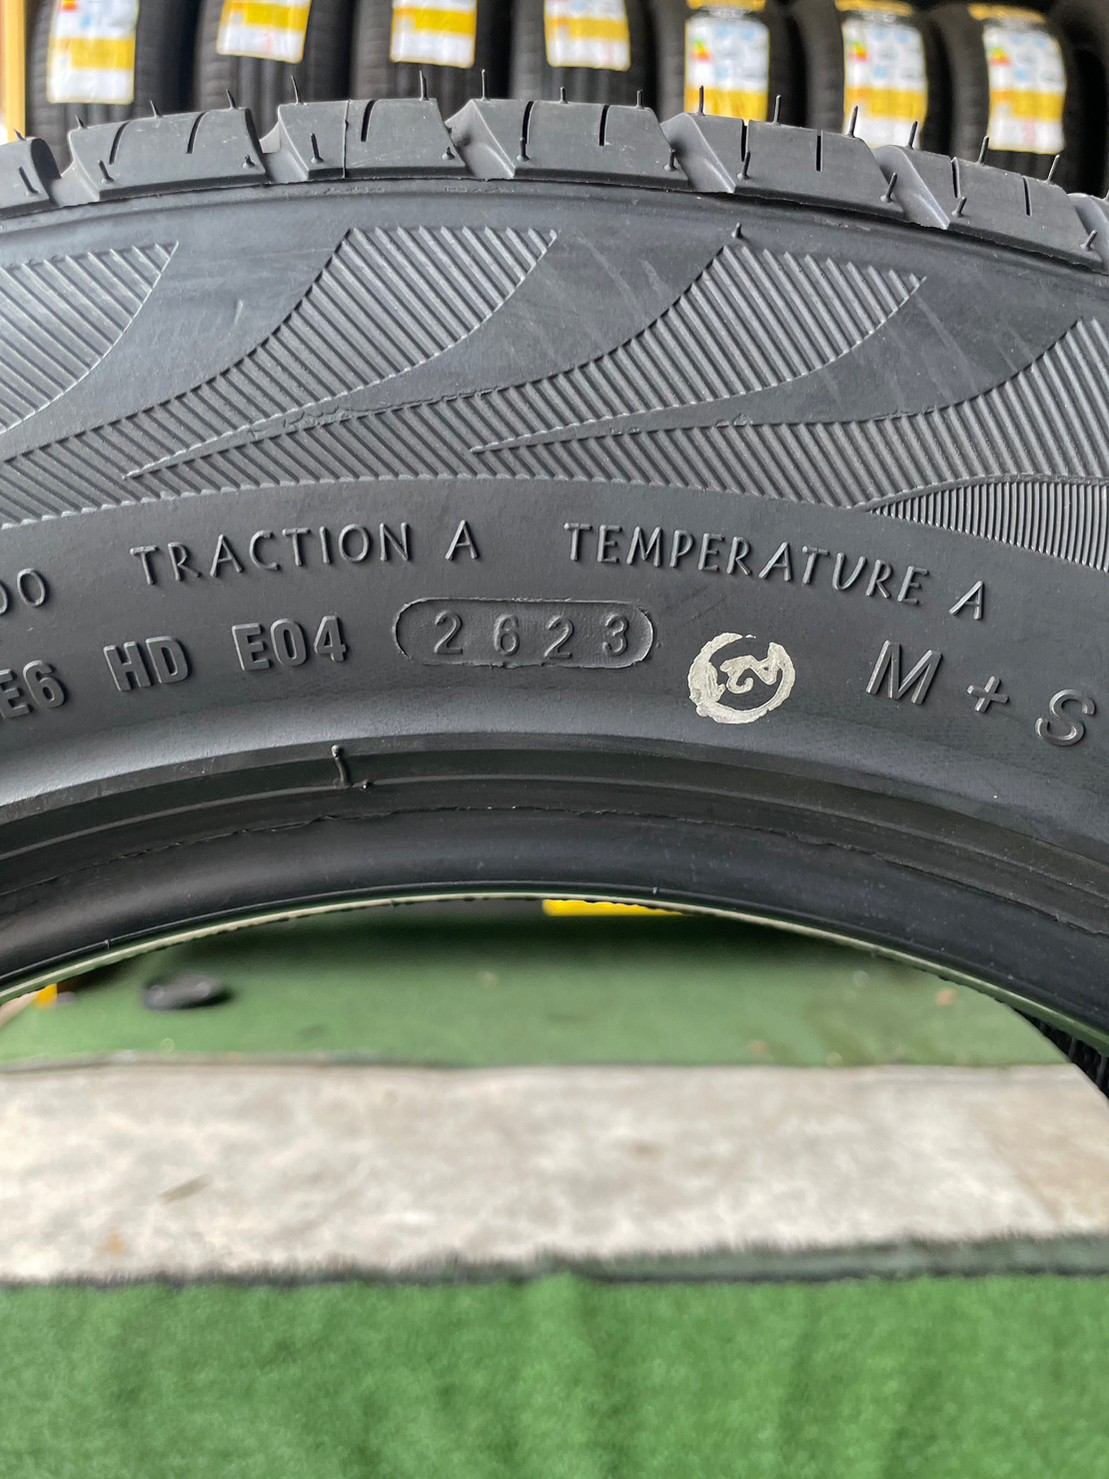 00 TRACTION A TEMPERATURE A
E6 HD E04 2623 M + S